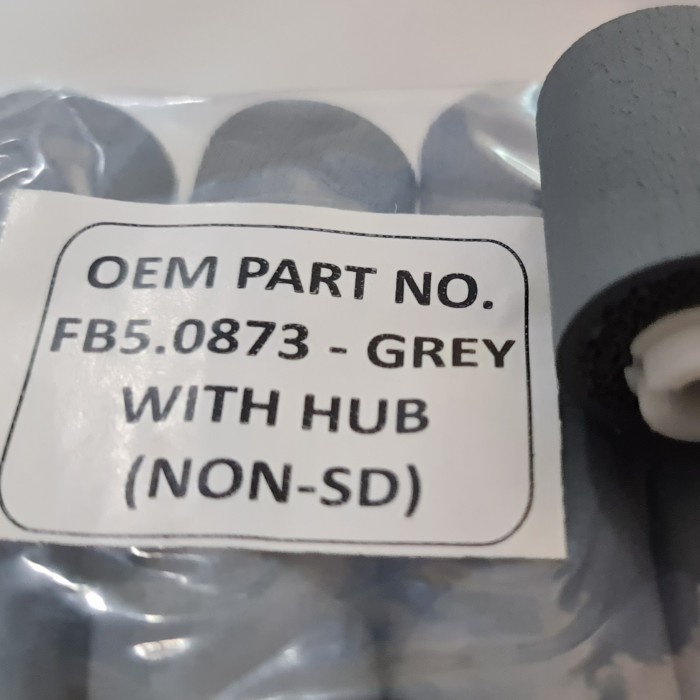 OEM PART NO.
FB5.0873 - GREY
WITH HUB
(NON-SD)